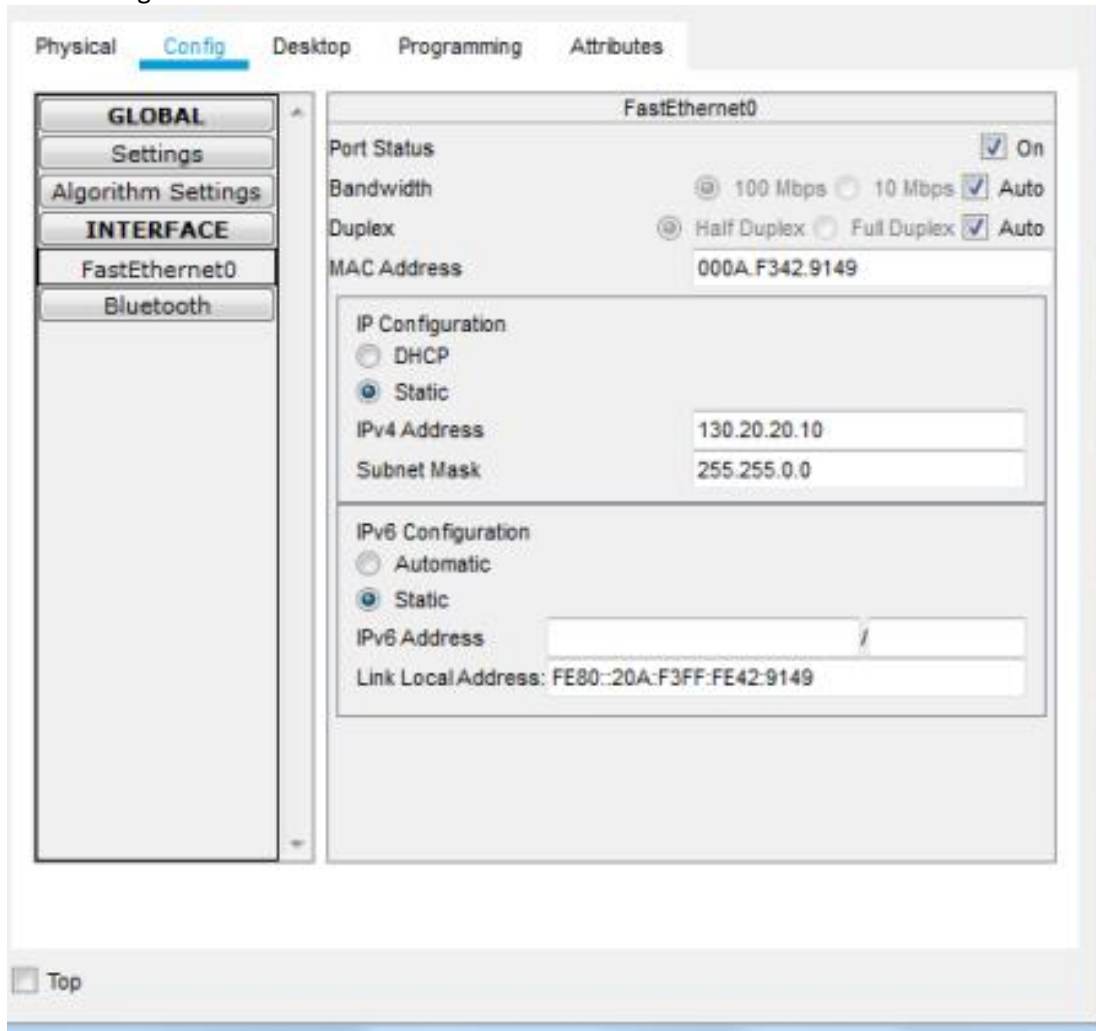 Physical Config Desktop Programming Attributes
GLOBAL
Settings
Algorithm Settings
INTERFACE
FastEthernet0
Bluetooth
FastEthernet0
Port Status On
Bandwidth 100 Mbps 10 Mbps Auto
Duplex Half Duplex Full Duplex Auto
MAC Address 000A.F342.9149
IP Configuration
DHCP
Static
IPv4 Address 130.20.20.10
Subnet Mask 255.255.0.0
IPv6 Configuration
Automatic
Static
IPv6 Address /
Link Local Address: FE80::20A:F3FF:FE42:9149
Top